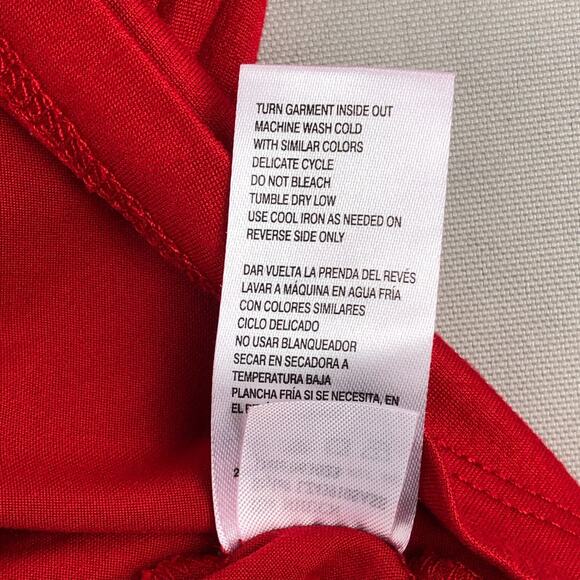 TURN GARMENT INSIDE OUT
MACHINE WASH COLD
WITH SIMILAR COLORS
DELICATE CYCLE
DO NOT BLEACH
TUMBLE DRY LOW
USE COOL IRON AS NEEDED ON
REVERSE SIDE ONLY
DAR VUELTA LA PRENDA DEL REVÉS
LAVAR A MÁQUINA EN AGUA FRÍA
CON COLORES SIMILARES
CICLO DELICADO
NO USAR BLANQUEADOR
SECAR EN SECADORA A
TEMPERATURA BAJA
PLANCHA FRÍA SI SE NECESITA, EN
EL